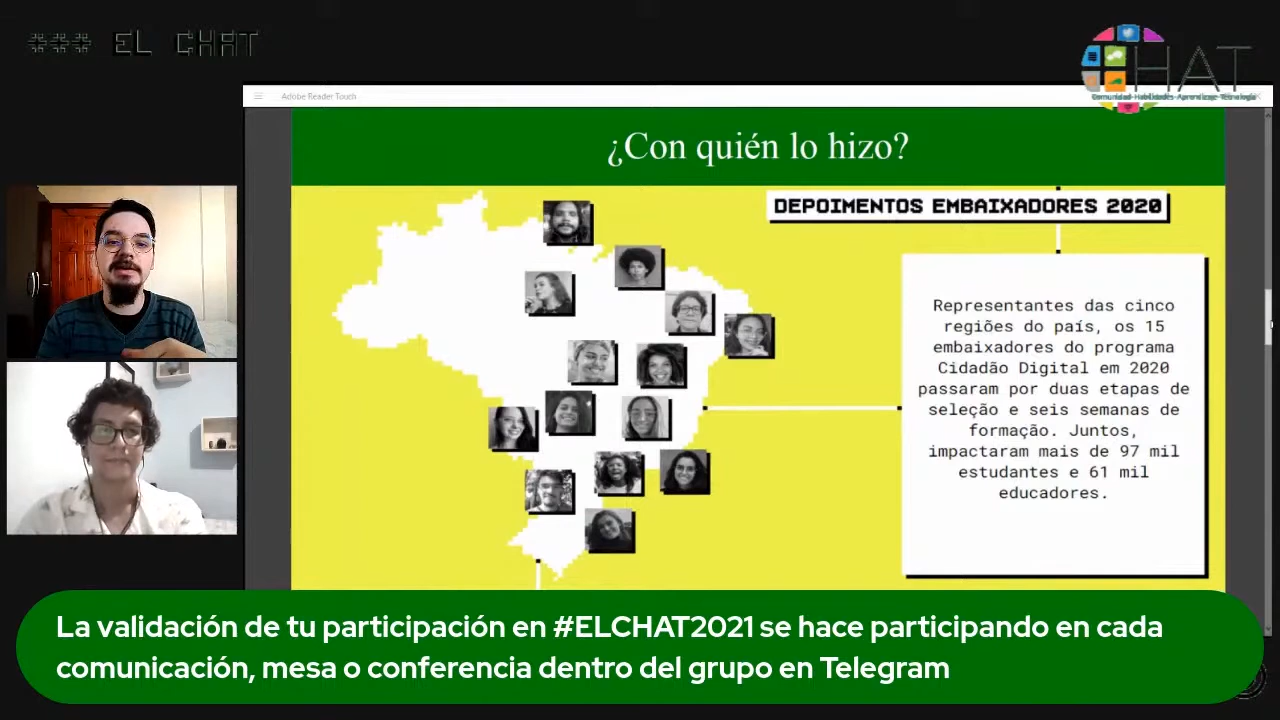 ### EL CHAT
HAT
Comunidad-Habilidades-Aprendizaje-Tecnología
Adobe Reader Touch
¿Con quién lo hizo?
DEPOIMENTOS EMBAIXADORES 2020
Representantes das cinco
regiões do país, os 15
embaixadores do programa
Cidadão Digital em 2020
passaram por duas etapas de
seleção e seis semanas de
formação. Juntos,
impactaram mais de 97 mil
estudantes e 61 mil
educadores.
La validación de tu participación en #ELCHAT2021 se hace participando en cada
comunicación, mesa o conferencia dentro del grupo en Telegram